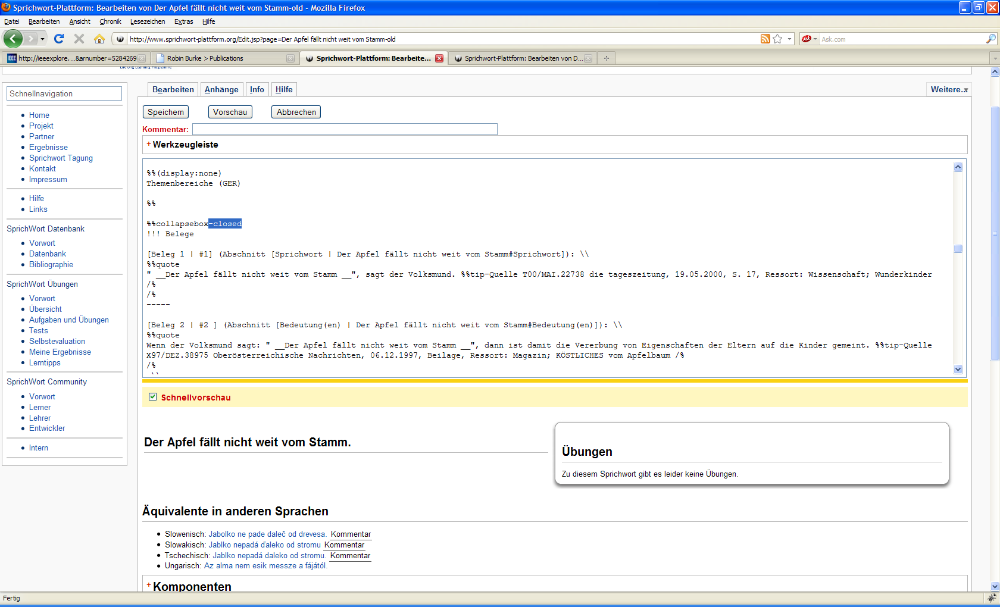 Sprichwort-Plattform: Bearbeiten von Der Apfel fällt nicht weit vom Stamm-old - Mozilla Firefox
Datei Bearbeiten Ansicht Chronik Lesezeichen Extras Hilfe
http://www.sprichwort-plattform.org/Edit.jsp?page=Der Apfel fällt nicht weit vom Stamm-old
Ask Ask.com
IEEE http://ieeexplore....&arnumber=5284269
Robin Burke > Publications
Sprichwort-Plattform: Bearbeite...
Sprichwort-Plattform: Bearbeiten von D...
Lifelong Learning Programme
Schnellnavigation
Home
Projekt
Partner
Ergebnisse
Sprichwort Tagung
Kontakt
Impressum
Hilfe
Links
SprichWort Datenbank
Vorwort
Datenbank
Bibliographie
SprichWort Übungen
Vorwort
Übersicht
Aufgaben und Übungen
Tests
Selbstevaluation
Meine Ergebnisse
Lerntipps
SprichWort Community
Vorwort
Lerner
Lehrer
Entwickler
Intern
Bearbeiten Anhänge Info Hilfe Weitere...
Speichern Vorschau Abbrechen
Kommentar:
+ Werkzeugleiste
%%(display:none)
Themenbereiche (GER)
%%
%%collapsebox-closed
!!! Belege
[Beleg 1 | #1] (Abschnitt [Sprichwort | Der Apfel fällt nicht weit vom Stamm#Sprichwort]): \\
%%quote
" __Der Apfel fällt nicht weit vom Stamm __", sagt der Volksmund. %%tip-Quelle T00/MAI.22738 die tageszeitung, 19.05.2000, S. 17, Ressort: Wissenschaft; Wunderkinder
/%
/%
-----
[Beleg 2 | #2 ] (Abschnitt [Bedeutung(en) | Der Apfel fällt nicht weit vom Stamm#Bedeutung(en)]): \\
%%quote
Wenn der Volksmund sagt: " __Der Apfel fällt nicht weit vom Stamm __", dann ist damit die Vererbung von Eigenschaften der Eltern auf die Kinder gemeint. %%tip-Quelle
X97/DEZ.38975 Oberösterreichische Nachrichten, 06.12.1997, Beilage, Ressort: Magazin; KÖSTLICHES vom Apfelbaum /%
/%
\\
Schnellvorschau
Der Apfel fällt nicht weit vom Stamm.
Übungen
Zu diesem Sprichwort gibt es leider keine Übungen.
Äquivalente in anderen Sprachen
Slowenisch: Jabolko ne pade daleč od drevesa. Kommentar
Slowakisch: Jablko nepadá ďaleko od stromu Kommentar
Tschechisch: Jablko nepadá daleko od stromu. Kommentar
Ungarisch: Az alma nem esik messze a fájától.
+ Komponenten
Fertig